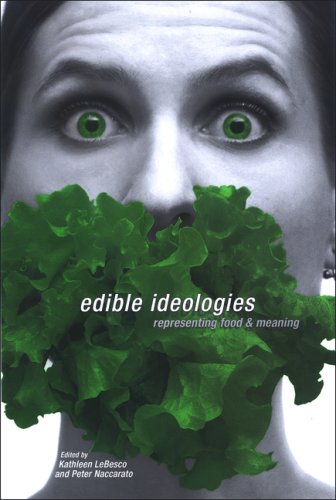 edible ideologies
representing food & meaning
Edited by
Kathleen LeBesco
and Peter Naccarato